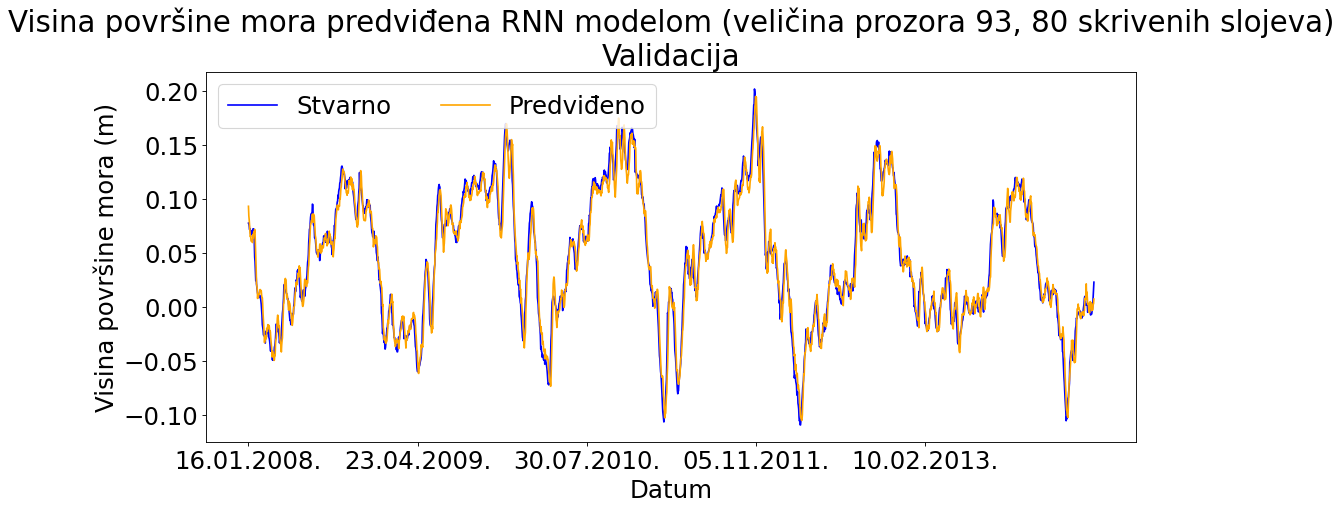 Visina površine mora predviđena RNN modelom (veličina prozora 93, 80 skrivenih slojeva)
Validacija
Stvarno Predviđeno
Visina površine mora (m)
0.20
0.15
0.10
0.05
0.00
−0.05
−0.10
16.01.2008. 23.04.2009. 30.07.2010. 05.11.2011. 10.02.2013.
Datum